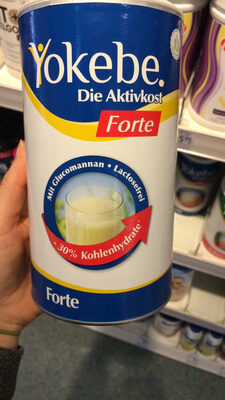 Yokebe.
Die Aktivkost
Forte
Mit Glucomannan • Lactosefrei
- 30% Kohlenhydrate*
Forte